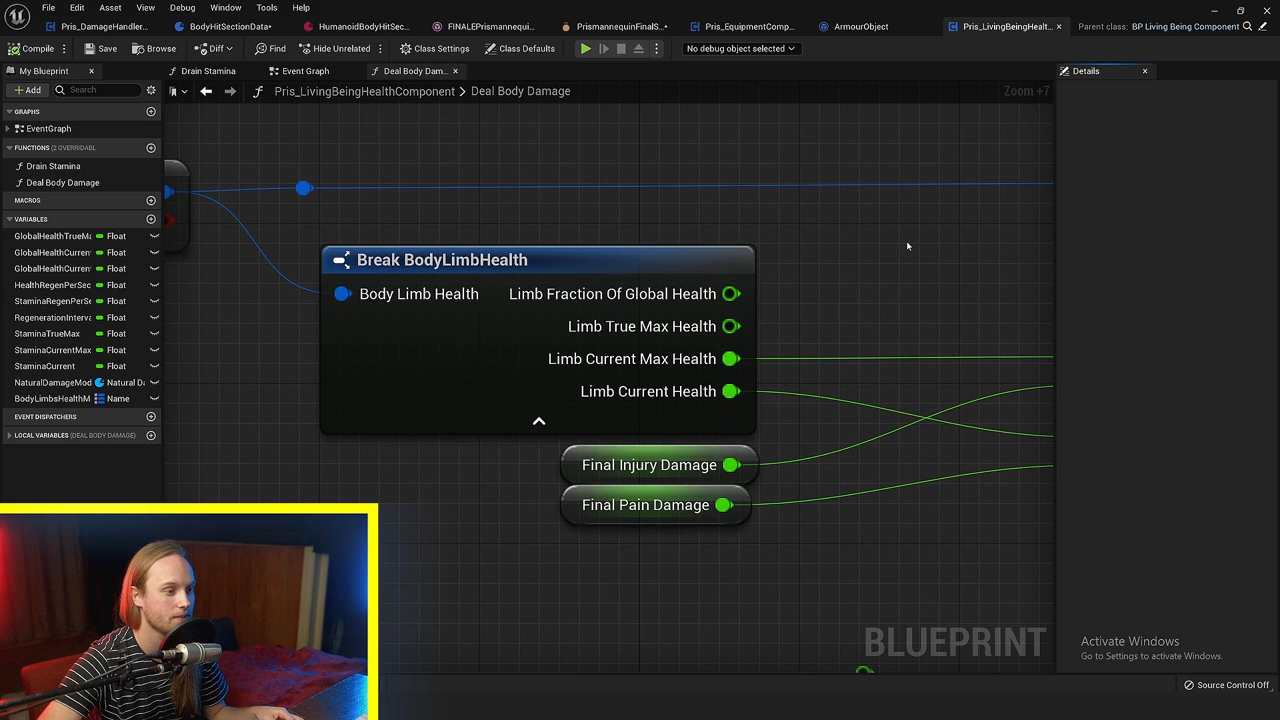 File Edit Asset View Debug Window Tools Help
Pris_DamageHandler... BodyHitSectionData* HumanoidBodyHitSec... FINALEPrismannequi... PrismannequinFinalS...* Pris_EquipmentComp... ArmourObject Pris_LivingBeingHealt... Parent class: BP Living Being Component
Compile Save Browse Diff Find Hide Unrelated Class Settings Class Defaults No debug object selected
My Blueprint Drain Stamina Event Graph Deal Body Dam... Details
+ Add Search Pris_LivingBeingHealthComponent > Deal Body Damage Zoom +7
GRAPHS
EventGraph
FUNCTIONS (2 OVERRIDABL
Drain Stamina
Deal Body Damage
MACROS
VARIABLES
GlobalHealthTrueMa Float
GlobalHealthCurren Float
GlobalHealthCurren Float
HealthRegenPerSec Float
StaminaRegenPerSe Float
RegenerationInterva Float
StaminaTrueMax Float
StaminaCurrentMax Float
StaminaCurrent Float
NaturalDamageMod Natural Da
BodyLimbsHealthM Name
EVENT DISPATCHERS
LOCAL VARIABLES (DEAL BODY DAMAGE)
Break BodyLimbHealth
Body Limb Health Limb Fraction Of Global Health
Limb True Max Health
Limb Current Max Health
Limb Current Health
Final Injury Damage
Final Pain Damage
BLUEPRINT
Activate Windows
Go to Settings to activate Windows.
Source Control Off